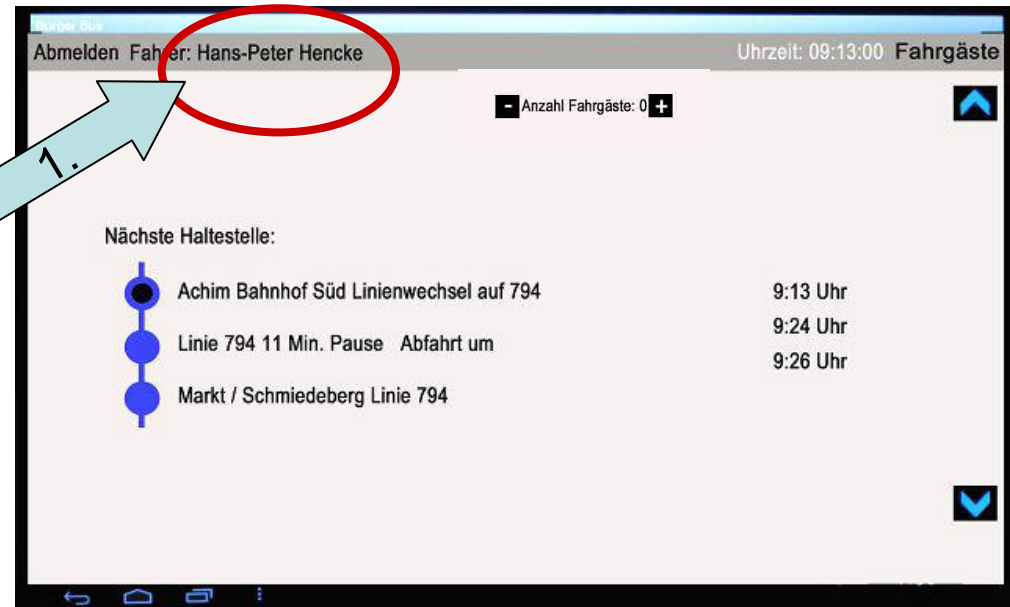 Bürger Bus
Abmelden Fahrer: Hans-Peter Hencke Uhrzeit: 09:13:00 Fahrgäste
- Anzahl Fahrgäste: 0 +
1.
Nächste Haltestelle:
Achim Bahnhof Süd Linienwechsel auf 794 9:13 Uhr
Linie 794 11 Min. Pause Abfahrt um 9:24 Uhr
Markt / Schmiedeberg Linie 794 9:26 Uhr